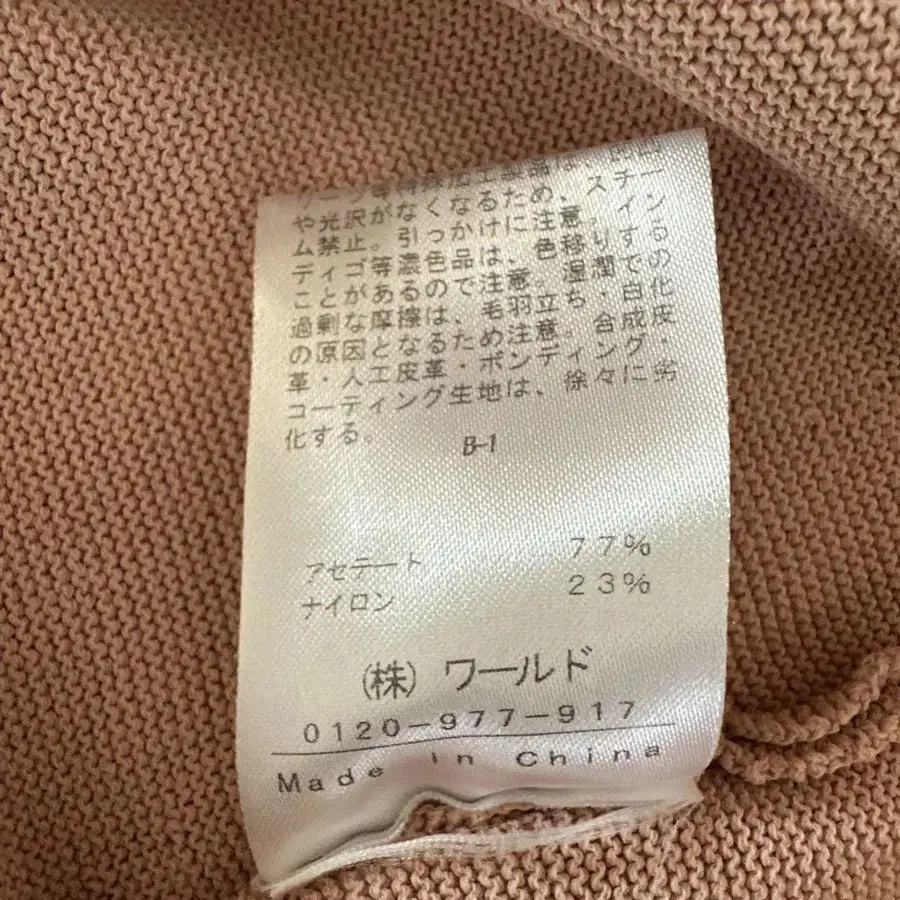 や光沢がなくなるため、スチー
ム禁止。引っかけに注意。イン
ディゴ等濃色品は、色移りする
ことがあるので注意。湿潤での
過剰な摩擦は、毛羽立ち・白化
の原因となるため注意。合成皮
革・人工皮革・ボンディング・
コーティング生地は、徐々に劣
化する。
B-1
アセテート 77%
ナイロン 23%
(株) ワールド
0120-977-917
Made in China